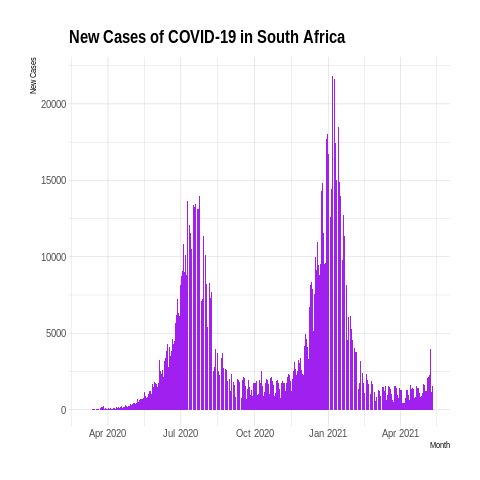 New Cases of COVID-19 in South Africa
New Cases
20000
15000
10000
5000
0
Apr 2020 Jul 2020 Oct 2020 Jan 2021 Apr 2021
Month